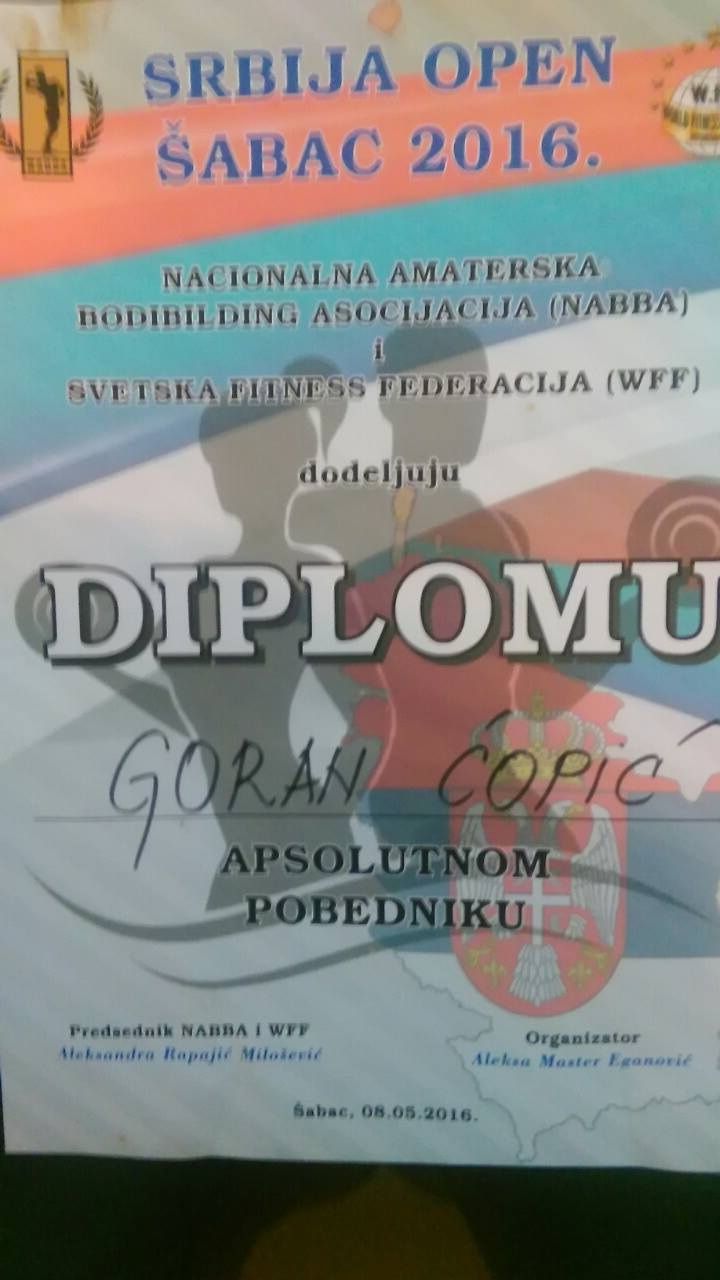 SRBIJA OPEN
ŠABAC 2016.
NACIONALNA AMATERSKA
BODIBILDING ASOCIJACIJA (NABBA)
i
SVETSKA FITNESS FEDERACIJA (WFF)
dodeljuju
DIPLOMU
GORAN ĆOPIĆ
APSOLUTNOM
POBEDNIKU
Predsednik NABBA i WFF
Aleksandra Rapajić Milošević
Organizator
Aleksa Master Eganović
Šabac, 08.05.2016.